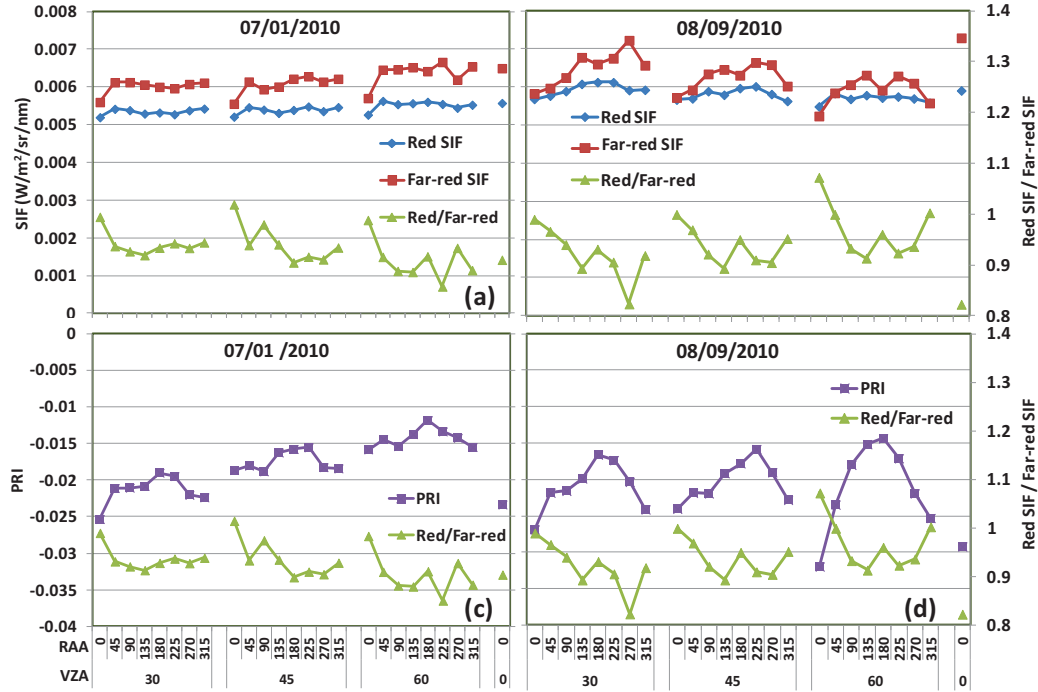 07/01/2010
08/09/2010
0.008
0.007
0.006
0.005
0.004
0.003
0.002
0.001
0
SIF (W/m²/sr/nm)
Red SIF
Far-red SIF
Red/Far-red
(a)
Red SIF
Far-red SIF
Red/Far-red
1.4
1.3
1.2
1.1
1
0.9
0.8
Red SIF / Far-red SIF
07/01 /2010
08/09/2010
0
-0.005
-0.01
-0.015
-0.02
-0.025
-0.03
-0.035
-0.04
PRI
PRI
Red/Far-red
(c)
PRI
Red/Far-red
(d)
1.4
1.3
1.2
1.1
1
0.9
0.8
Red SIF / Far-red SIF
RAA 0 45 90 135 180 225 270 315 0 45 90 135 180 225 270 315 0 45 90 135 180 225 270 315 0 0 45 90 135 180 225 270 315 0 45 90 135 180 225 270 315 0 45 90 135 180 225 270 315 0
VZA 30 45 60 0 30 45 60 0